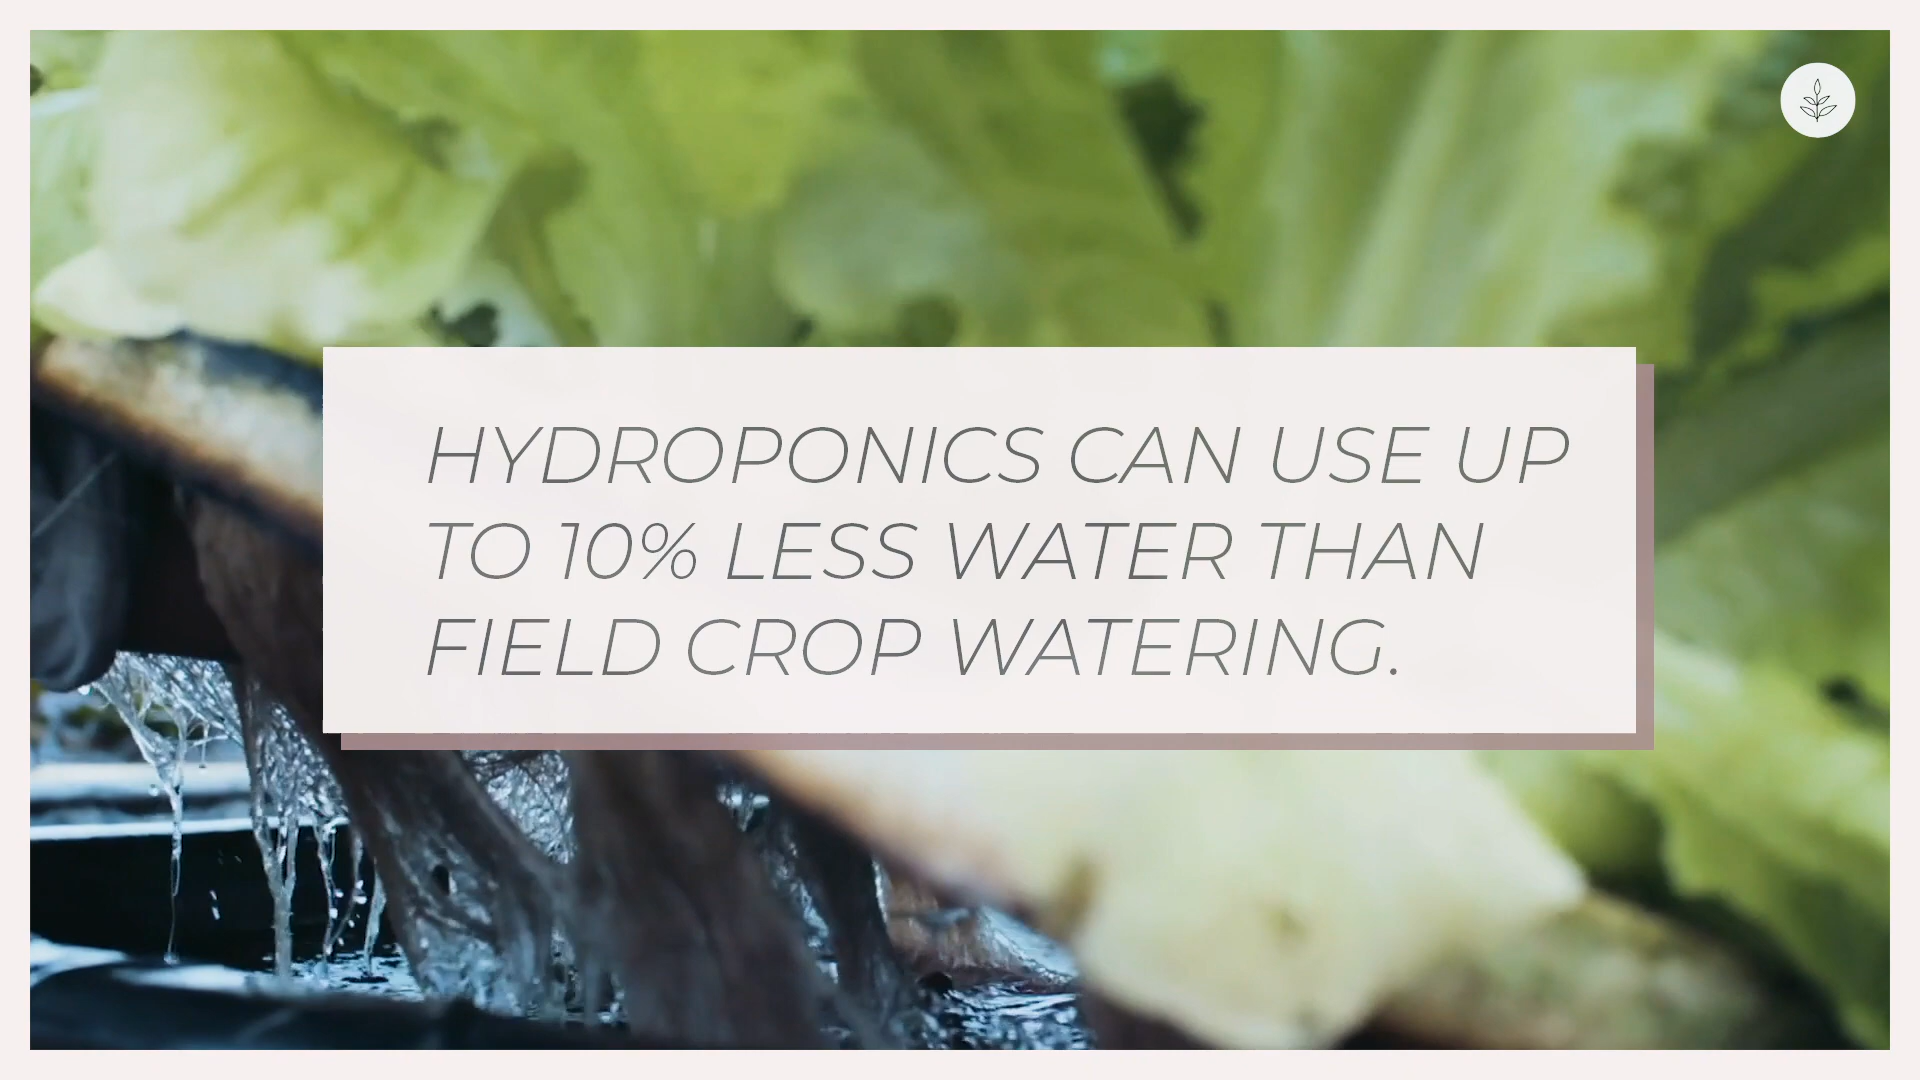 HYDROPONICS CAN USE UP
TO 10% LESS WATER THAN
FIELD CROP WATERING.